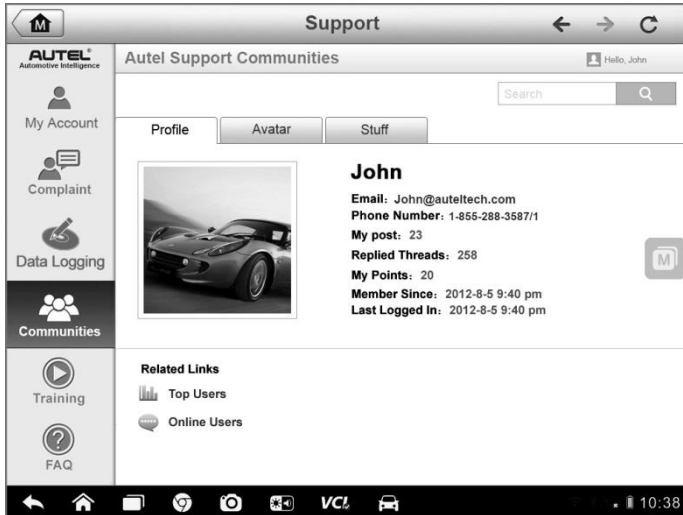 Support
AUTEL®
Automotive Intelligence
Autel Support Communities
Hello, John
Search
My Account
Profile
Avatar
Stuff
John
Email: John@auteltech.com
Phone Number: 1-855-288-3587/1
My post: 23
Replied Threads: 258
My Points: 20
Member Since: 2012-8-5 9:40 pm
Last Logged In: 2012-8-5 9:40 pm
Complaint
Data Logging
Communities
Training
FAQ
Related Links
Top Users
Online Users
M
M
VCI
10:38